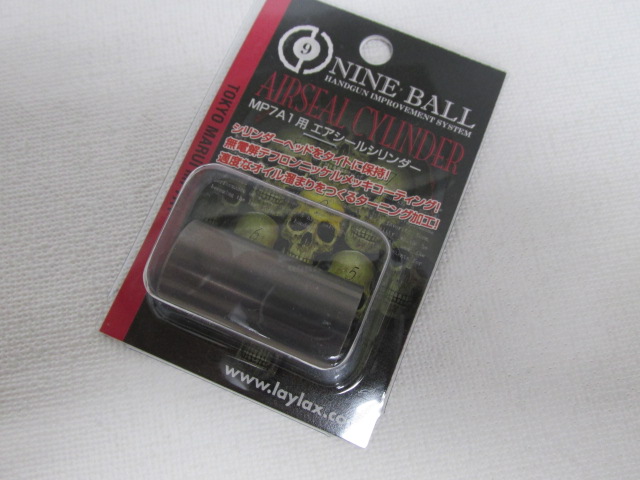 9
NINE BALL
HANDGUN IMPROVEMENT SYSTEM
AIRSEAL CYLINDER
MP7A1用 エアシールシリンダー
シリンダーヘッドをタイトに保持!
無電解テフロンニッケルメッキコーティング!
適度なオイル溜まりをつくるターニング加工!
TOKYO MARUI
6
5
www.laylax.co